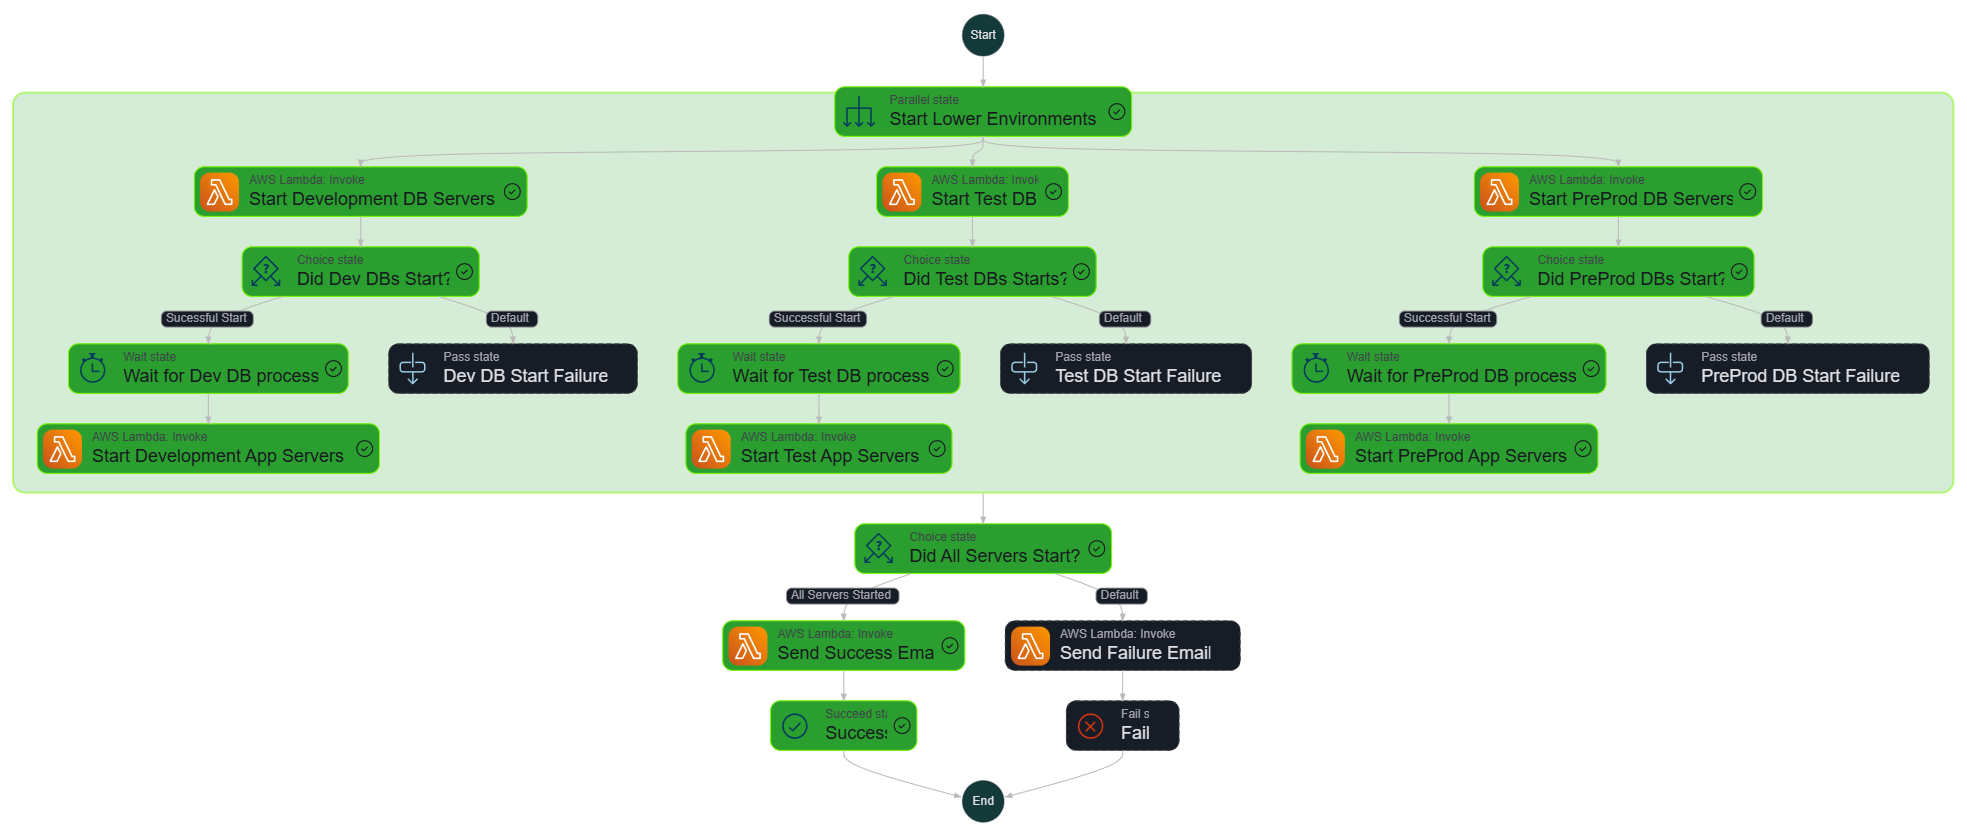 Start
Parallel state
Start Lower Environments
AWS Lambda: Invoke
Start Development DB Servers
AWS Lambda: Invok
Start Test DB
AWS Lambda: Invoke
Start PreProd DB Servers
Choice state
Did Dev DBs Start?
Choice state
Did Test DBs Starts?
Choice state
Did PreProd DBs Start?
Sucessful Start
Default
Successful Start
Default
Successful Start
Default
Wait state
Wait for Dev DB process
Pass state
Dev DB Start Failure
Wait state
Wait for Test DB process
Pass state
Test DB Start Failure
Wait state
Wait for PreProd DB process
Pass state
PreProd DB Start Failure
AWS Lambda: Invoke
Start Development App Servers
AWS Lambda: Invoke
Start Test App Servers
AWS Lambda: Invoke
Start PreProd App Servers
Choice state
Did All Servers Start?
All Servers Started
Default
AWS Lambda: Invoke
Send Success Ema
AWS Lambda: Invoke
Send Failure Email
Succeed sta
Success
Fail s
Fail
End